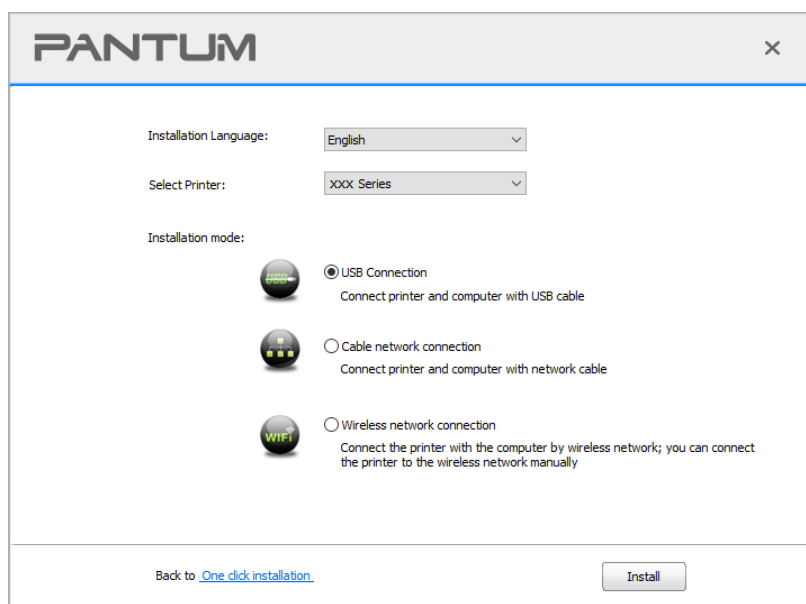 PANTUM
Installation Language:
English
Select Printer:
XXX Series
Installation mode:
USB
USB Connection
Connect printer and computer with USB cable
Cable network connection
Connect printer and computer with network cable
WiFi
Wireless network connection
Connect the printer with the computer by wireless network; you can connect
the printer to the wireless network manually
Back to One click installation
Install